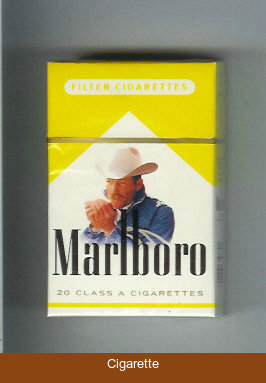 FILTER CIGARETTES
Marlboro
20 CLASS A CIGARETTES
Cigarette